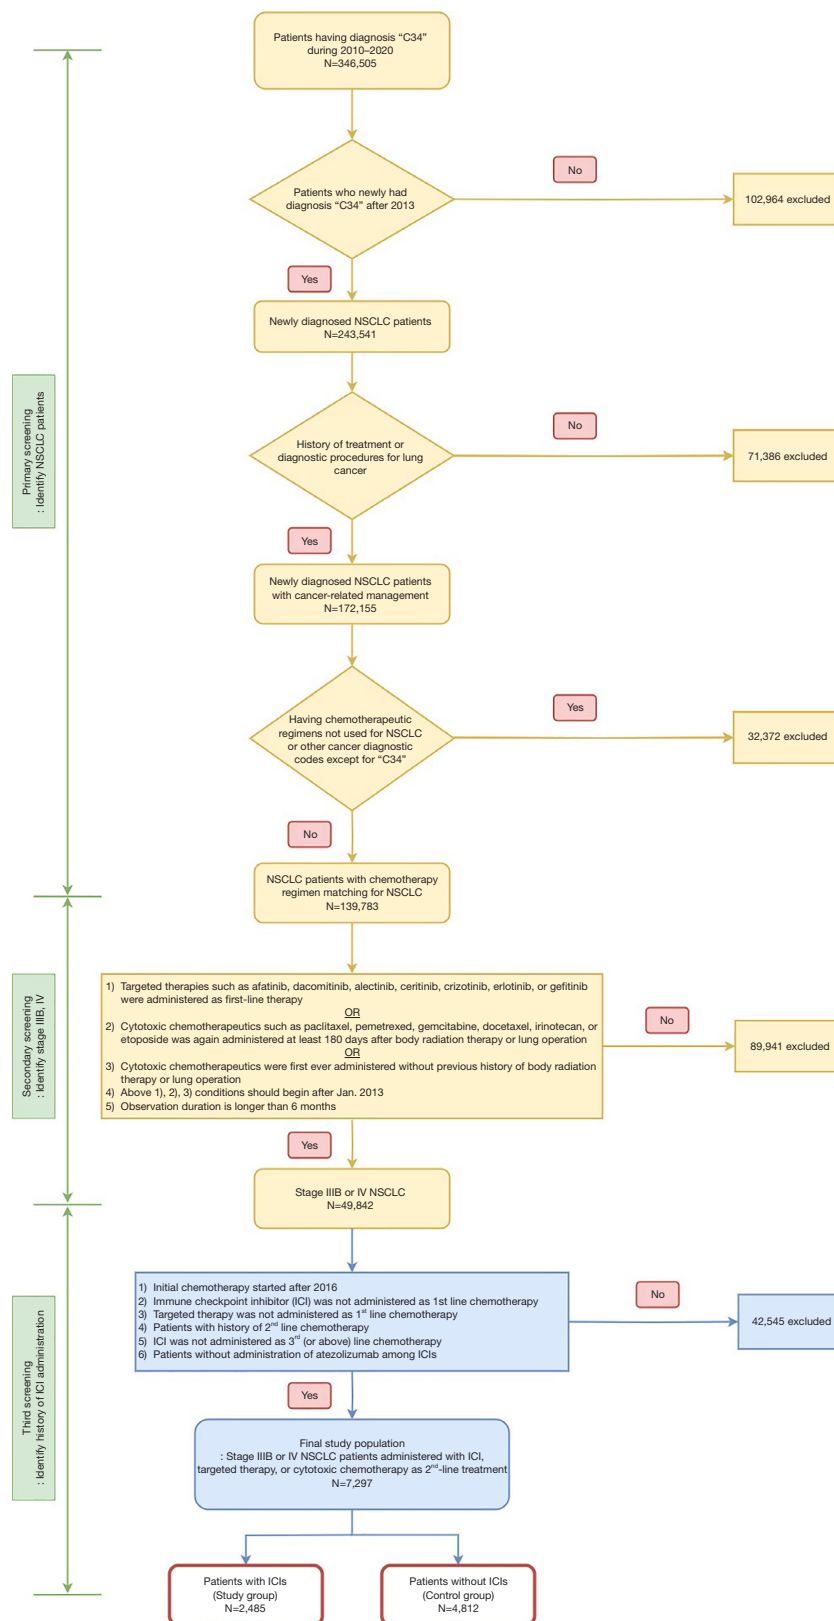 Patients having diagnosis “C34”
during 2010–2020
N=346,505
Patients who newly had
diagnosis “C34” after 2013
No
102,964 excluded
Yes
Newly diagnosed NSCLC patients
N=243,541
History of treatment or
diagnostic procedures for lung
cancer
No
71,386 excluded
Yes
Newly diagnosed NSCLC patients
with cancer-related management
N=172,155
Having chemotherapeutic
regimens not used for NSCLC
or other cancer diagnostic
codes except for “C34”
Yes
32,372 excluded
No
NSCLC patients with chemotherapy
regimen matching for NSCLC
N=139,783
Primary screening
: Identify NSCLC patients
1) Targeted therapies such as afatinib, dacomitinib, alectinib, ceritinib, crizotinib, erlotinib, or gefitinib
were administered as first-line therapy
OR
2) Cytotoxic chemotherapeutics such as paclitaxel, pemetrexed, gemcitabine, docetaxel, irinotecan, or
etoposide was again administered at least 180 days after body radiation therapy or lung operation
OR
3) Cytotoxic chemotherapeutics were first ever administered without previous history of body radiation
therapy or lung operation
4) Above 1), 2), 3) conditions should begin after Jan. 2013
5) Observation duration is longer than 6 months
No
89,941 excluded
Yes
Stage IIIB or IV NSCLC
N=49,842
Secondary screening
: Identify stage IIIB, IV
1) Initial chemotherapy started after 2016
2) Immune checkpoint inhibitor (ICI) was not administered as 1st line chemotherapy
3) Targeted therapy was not administered as 1st line chemotherapy
4) Patients with history of 2nd line chemotherapy
5) ICI was not administered as 3rd (or above) line chemotherapy
6) Patients without administration of atezolizumab among ICIs
No
42,545 excluded
Yes
Final study population
: Stage IIIB or IV NSCLC patients administered with ICI,
targeted therapy, or cytotoxic chemotherapy as 2nd-line treatment
N=7,297
Patients with ICIs
(Study group)
N=2,485
Patients without ICIs
(Control group)
N=4,812
Third screening
: Identify history of ICI administration